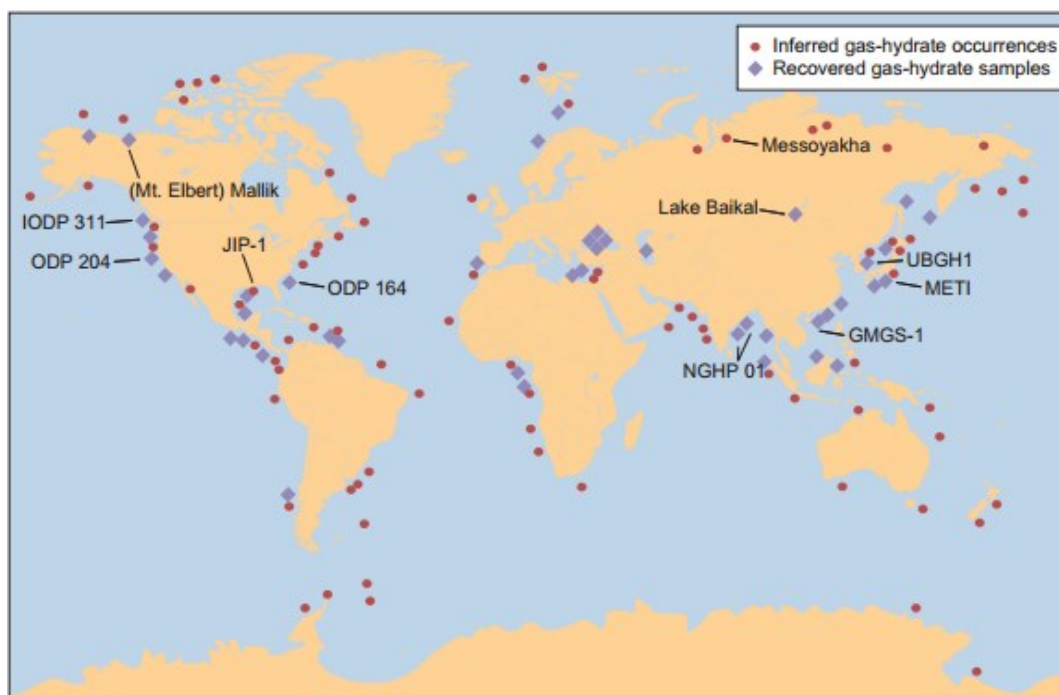 Inferred gas-hydrate occurrences
Recovered gas-hydrate samples
Messoyakha
(Mt. Elbert) Mallik
Lake Baikal
IODP 311
JIP-1
ODP 204
UBGH1
ODP 164
METI
GMGS-1
NGHP 01